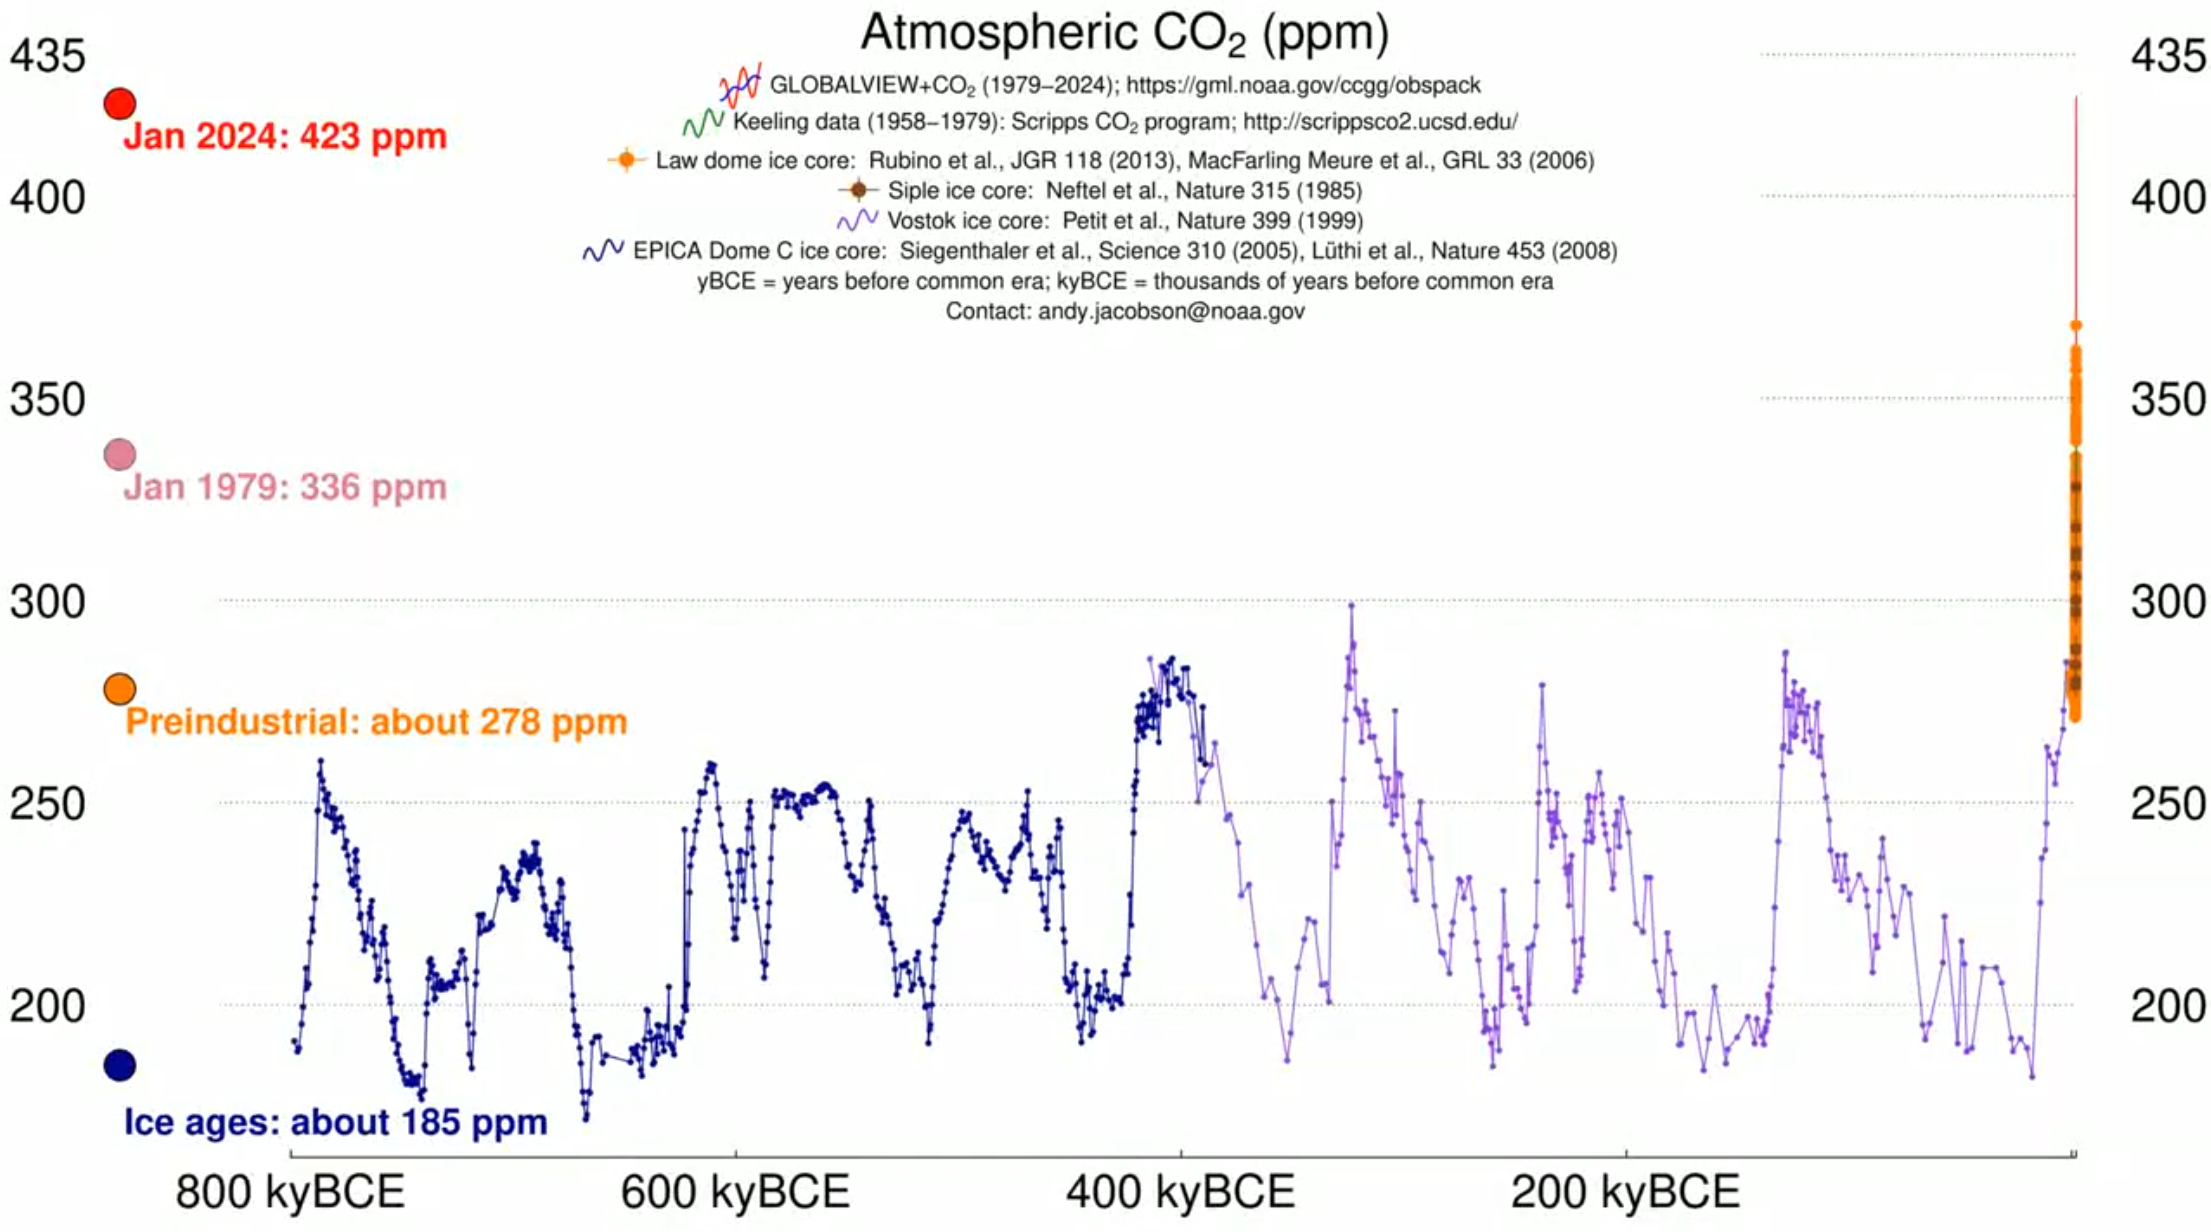 Atmospheric CO₂ (ppm)
GLOBALVIEW+CO₂ (1979−2024); https://gml.noaa.gov/ccgg/obspack
Keeling data (1958−1979): Scripps CO₂ program; http://scrippsco2.ucsd.edu/
Law dome ice core: Rubino et al., JGR 118 (2013), MacFarling Meure et al., GRL 33 (2006)
Siple ice core: Neftel et al., Nature 315 (1985)
Vostok ice core: Petit et al., Nature 399 (1999)
EPICA Dome C ice core: Siegenthaler et al., Science 310 (2005), Lüthi et al., Nature 453 (2008)
yBCE = years before common era; kyBCE = thousands of years before common era
Contact: andy.jacobson@noaa.gov
435 435
Jan 2024: 423 ppm
400 400
350 350
Jan 1979: 336 ppm
300 300
Preindustrial: about 278 ppm
250 250
200 200
Ice ages: about 185 ppm
800 kyBCE 600 kyBCE 400 kyBCE 200 kyBCE